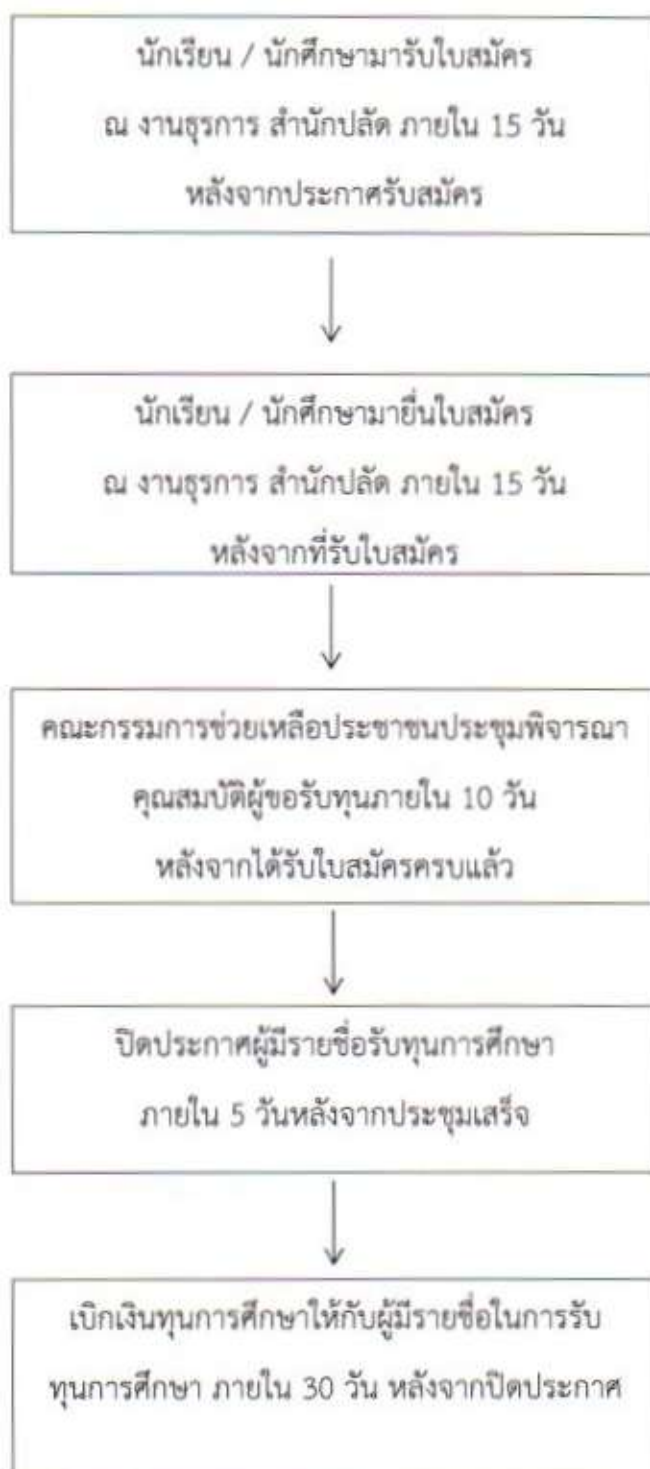 นักเรียน / นักศึกษามารับใบสมัคร
ณ งานธุรการ สำนักปลัด ภายใน 15 วัน
หลังจากประกาศรับสมัคร
นักเรียน / นักศึกษามายื่นใบสมัคร
ณ งานธุรการ สำนักปลัด ภายใน 15 วัน
หลังจากที่รับใบสมัคร
คณะกรรมการช่วยเหลือประชาชนประชุมพิจารณา
คุณสมบัติผู้ขอรับทุนภายใน 10 วัน
หลังจากได้รับใบสมัครครบแล้ว
ปิดประกาศผู้มีรายชื่อรับทุนการศึกษา
ภายใน 5 วันหลังจากประชุมเสร็จ
เบิกเงินทุนการศึกษาให้กับผู้มีรายชื่อในการรับ
ทุนการศึกษา ภายใน 30 วัน หลังจากปิดประกาศ